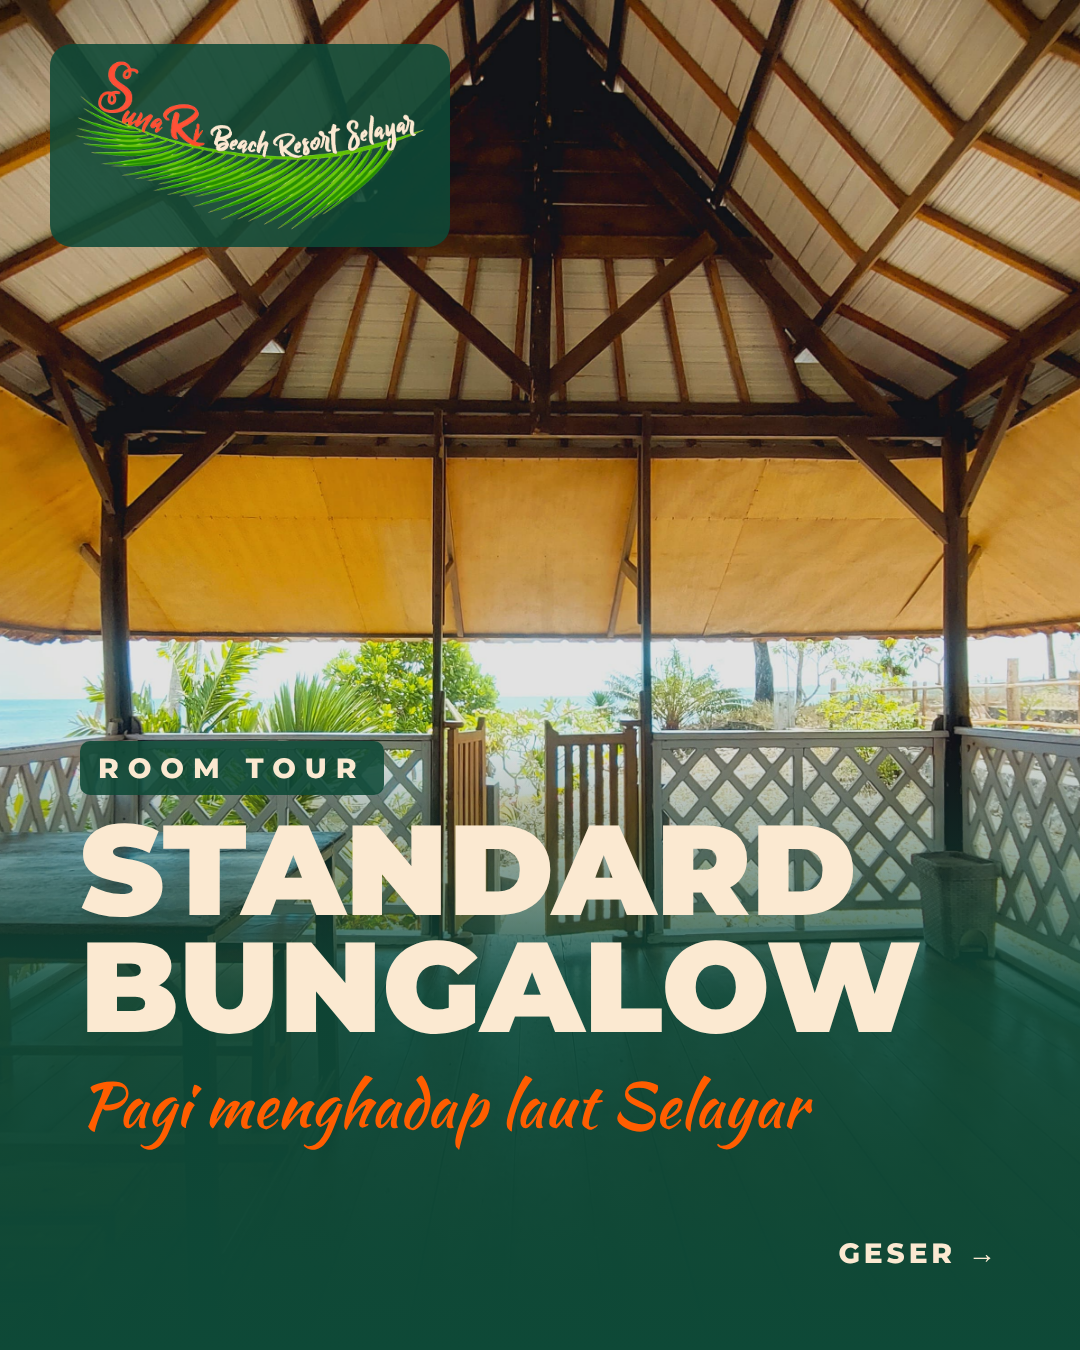 SunaRi Beach Resort Selayar
ROOM TOUR
STANDARD
BUNGALOW
Pagi menghadap laut Selayar
GESER →